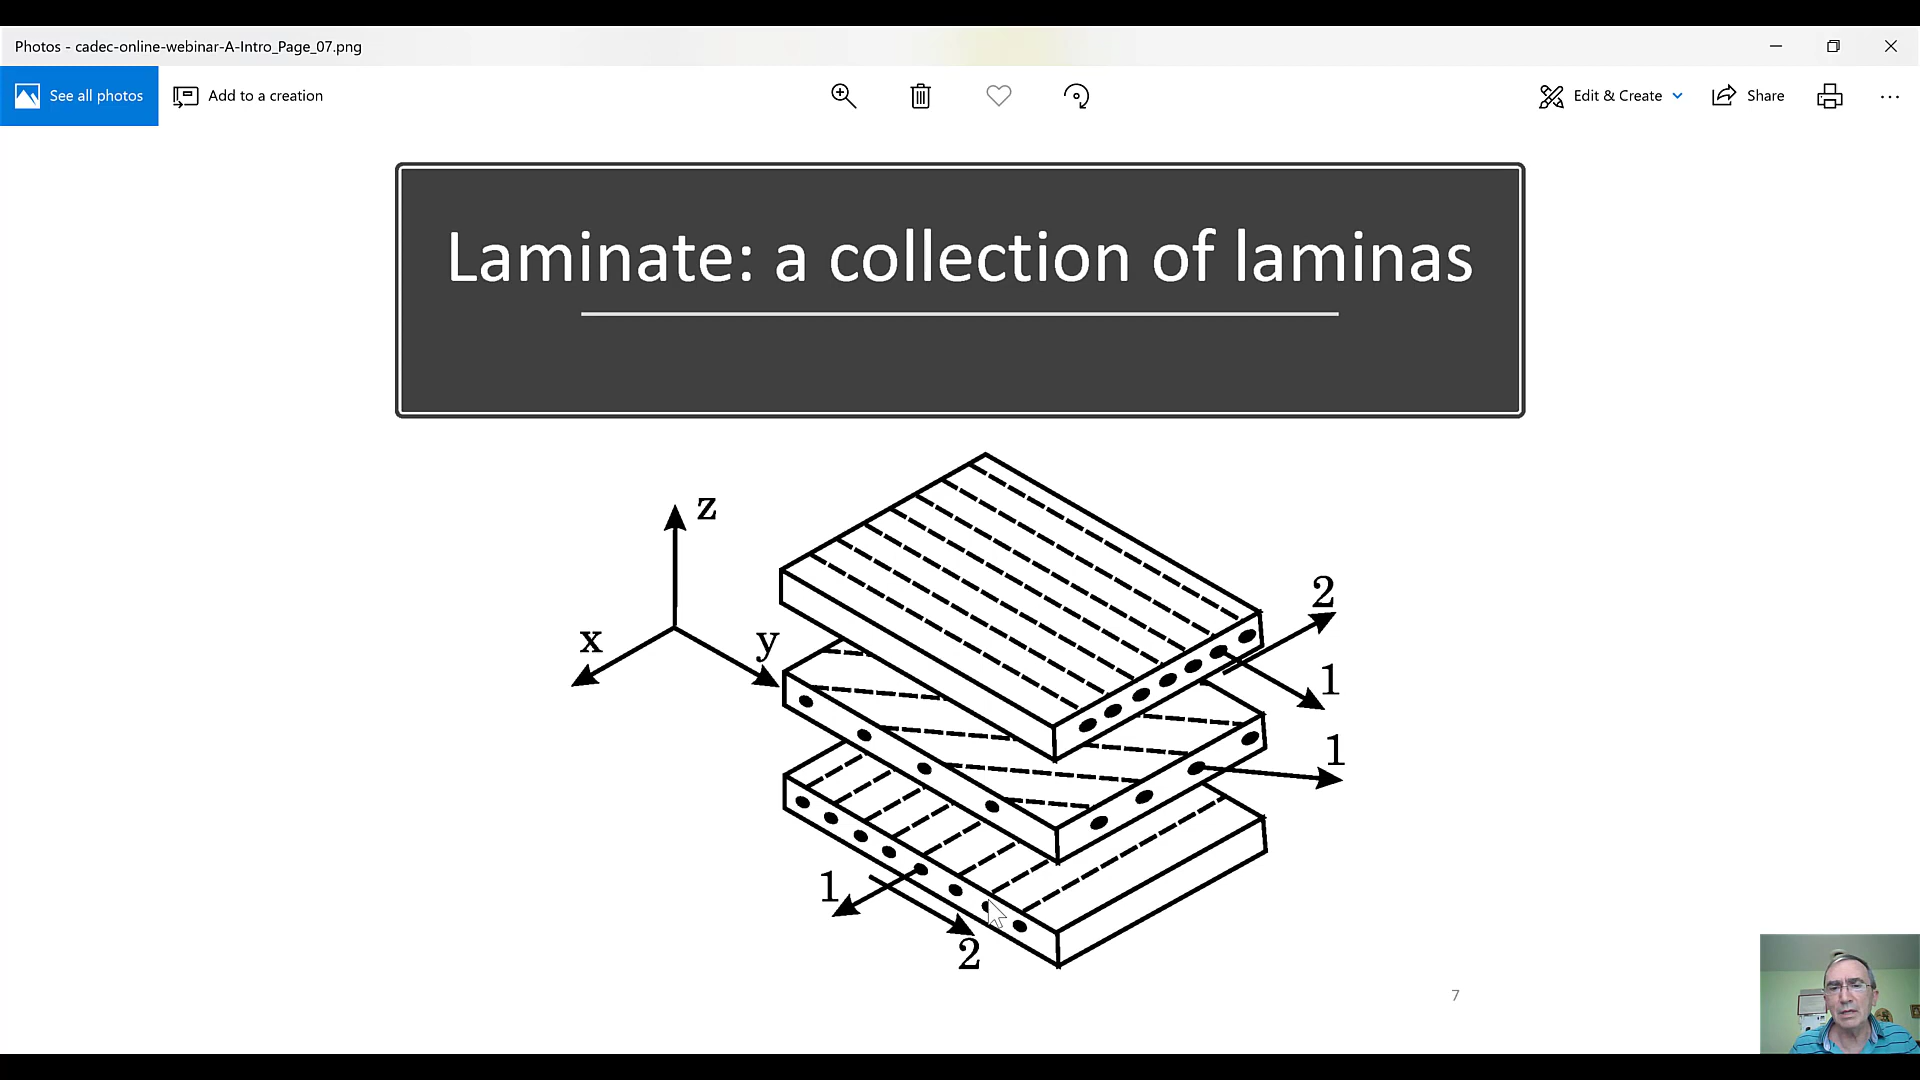 Photos - cadec-online-webinar-A-Intro_Page_07.png
See all photos
Add to a creation
Edit & Create
Share
Laminate: a collection of laminas
z
x
y
2
1
1
1
2
7